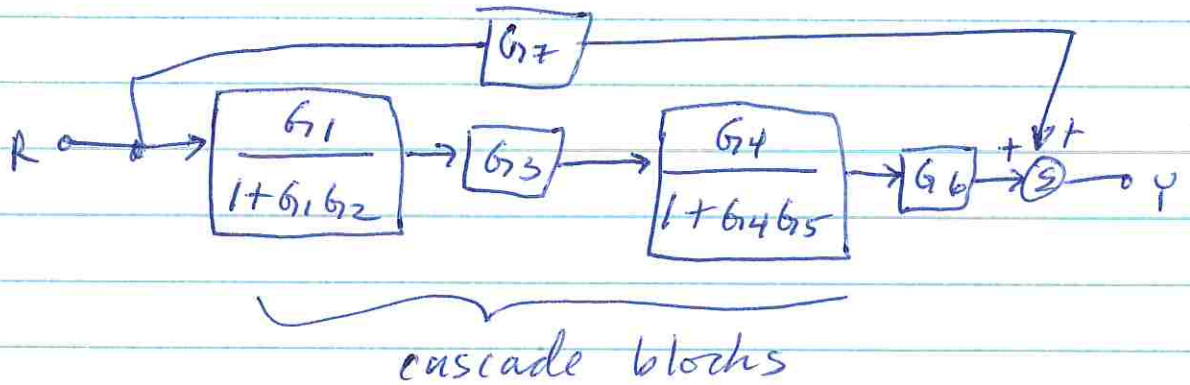 G7
R
G1
1+G1G2
G3
G4
1+G4G5
G6
+ +
Σ
Y
cascade blocks